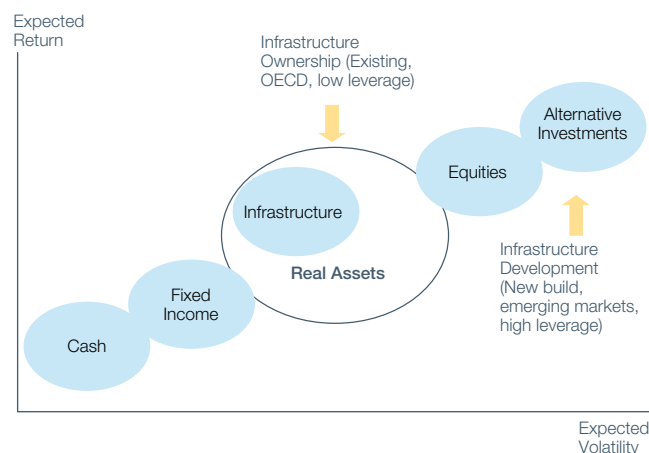 Expected
Return
Infrastructure
Ownership (Existing,
OECD, low leverage)
Alternative
Investments
Equities
Infrastructure
Real Assets
Infrastructure
Development
(New build,
emerging markets,
high leverage)
Fixed
Income
Cash
Expected
Volatility